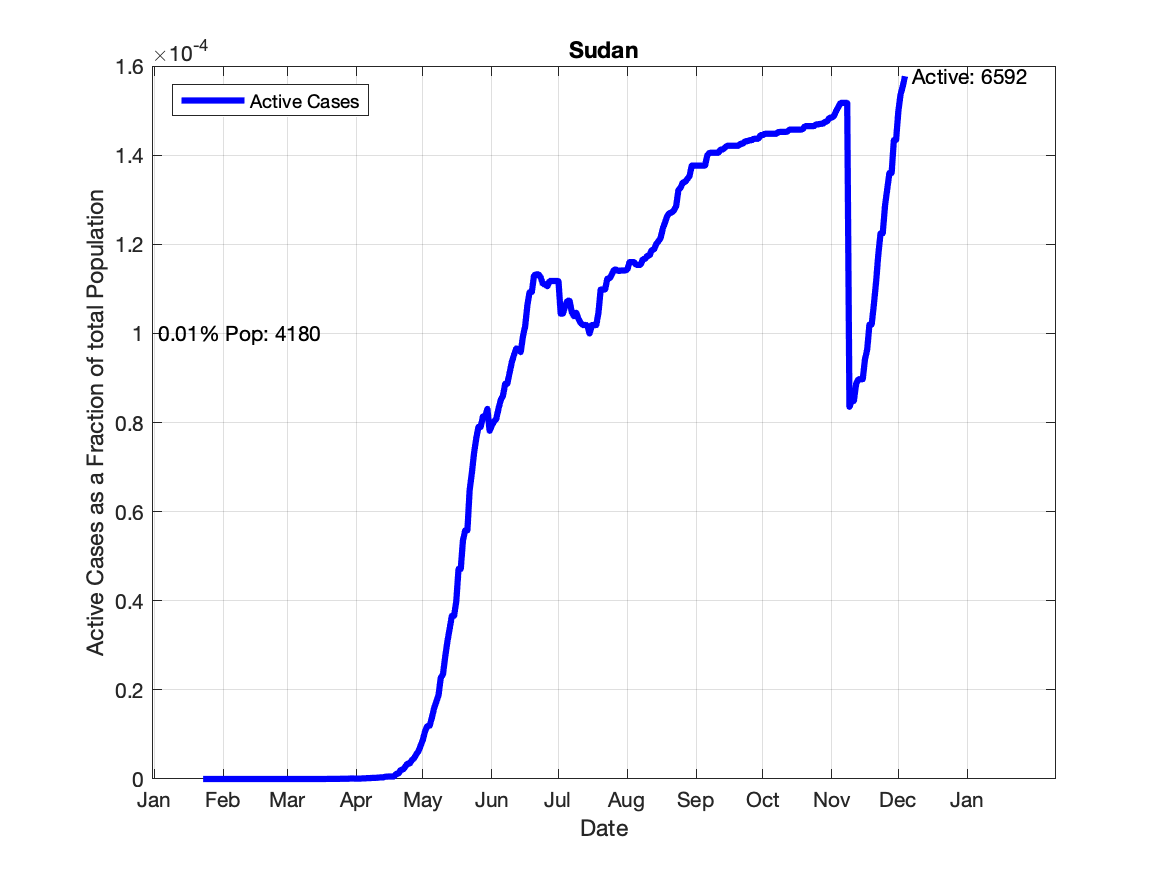 Sudan
×10⁻⁴
1.6
1.4
1.2
1
0.8
0.6
0.4
0.2
0
Active Cases as a Fraction of total Population
Active Cases
Active: 6592
0.01% Pop: 4180
Jan Feb Mar Apr May Jun Jul Aug Sep Oct Nov Dec Jan
Date